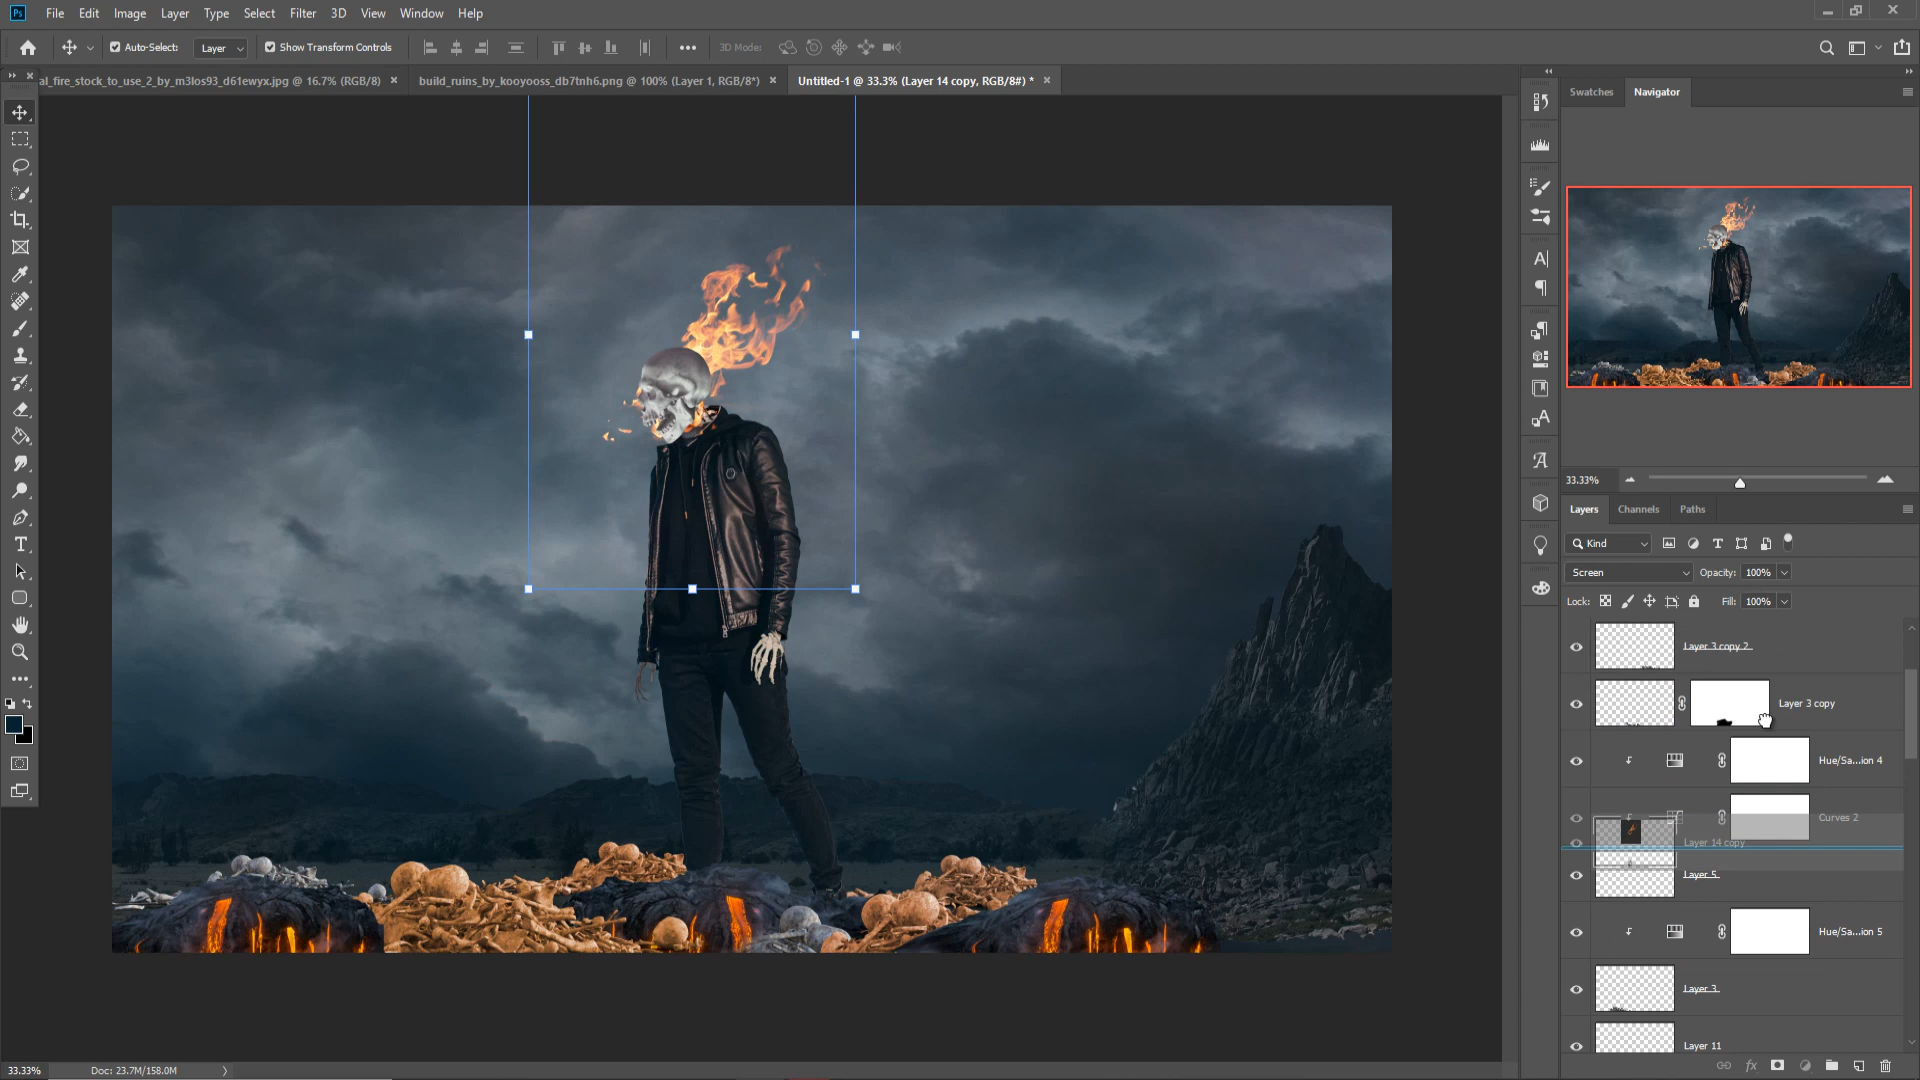 Ps File Edit Image Layer Type Select Filter 3D View Window Help
Auto-Select: Layer Show Transform Controls 3D Mode:
al_fire_stock_to_use_2_by_m3los93_d61ewyx.jpg @ 16.7% (RGB/8) build_ruins_by_kooyooss_db7tnh6.png @ 100% (Layer 1, RGB/8*) Untitled-1 @ 33.3% (Layer 14 copy, RGB/8#) *
Swatches Navigator
33.33%
Layers Channels Paths
Kind
Screen Opacity: 100%
Lock: Fill: 100%
Layer 3 copy 2
Layer 3 copy
Hue/Sa...ion 4
Curves 2
Layer 14 copy
Layer 5
Hue/Sa...ion 5
Layer 3
Layer 11
33.33% Doc: 23.7M/158.0M